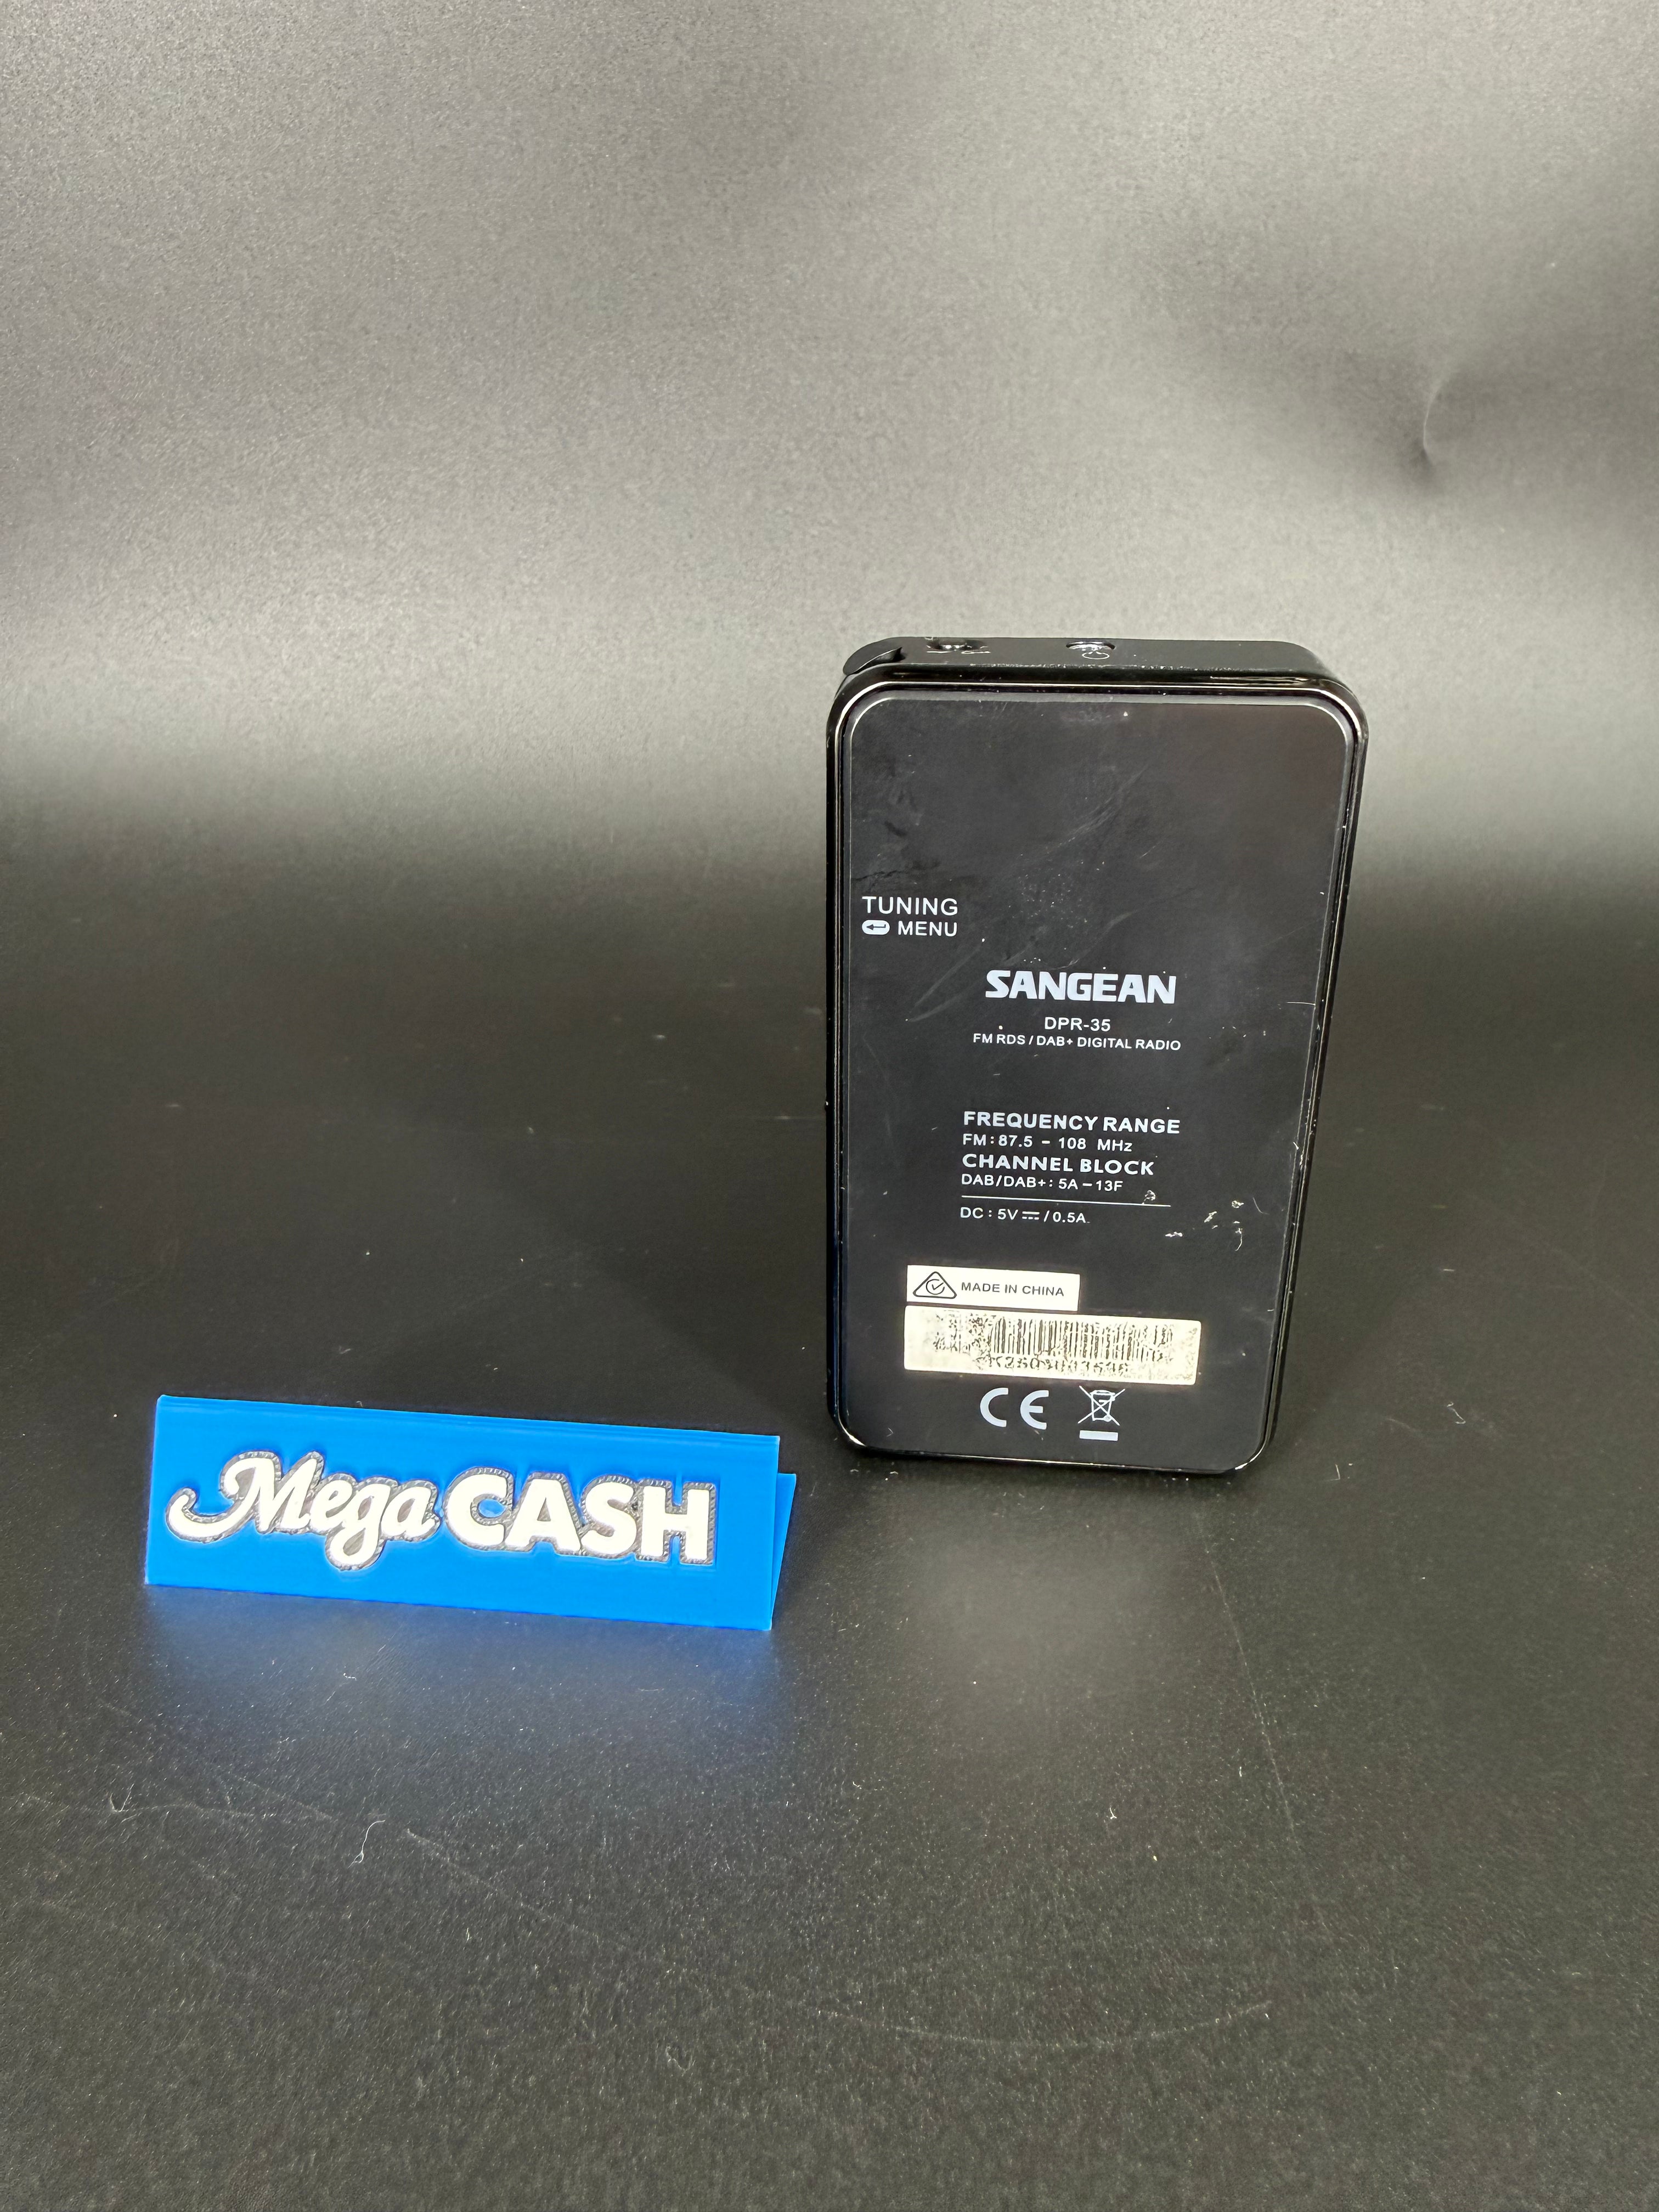 TUNING
MENU
SANGEAN
DPR-35
FM RDS / DAB+ DIGITAL RADIO
FREQUENCY RANGE
FM : 87.5 - 108 MHz
CHANNEL BLOCK
DAB/DAB+ : 5A - 13F
DC : 5V ⎓ / 0.5A
MADE IN CHINA
CE
Mega CASH